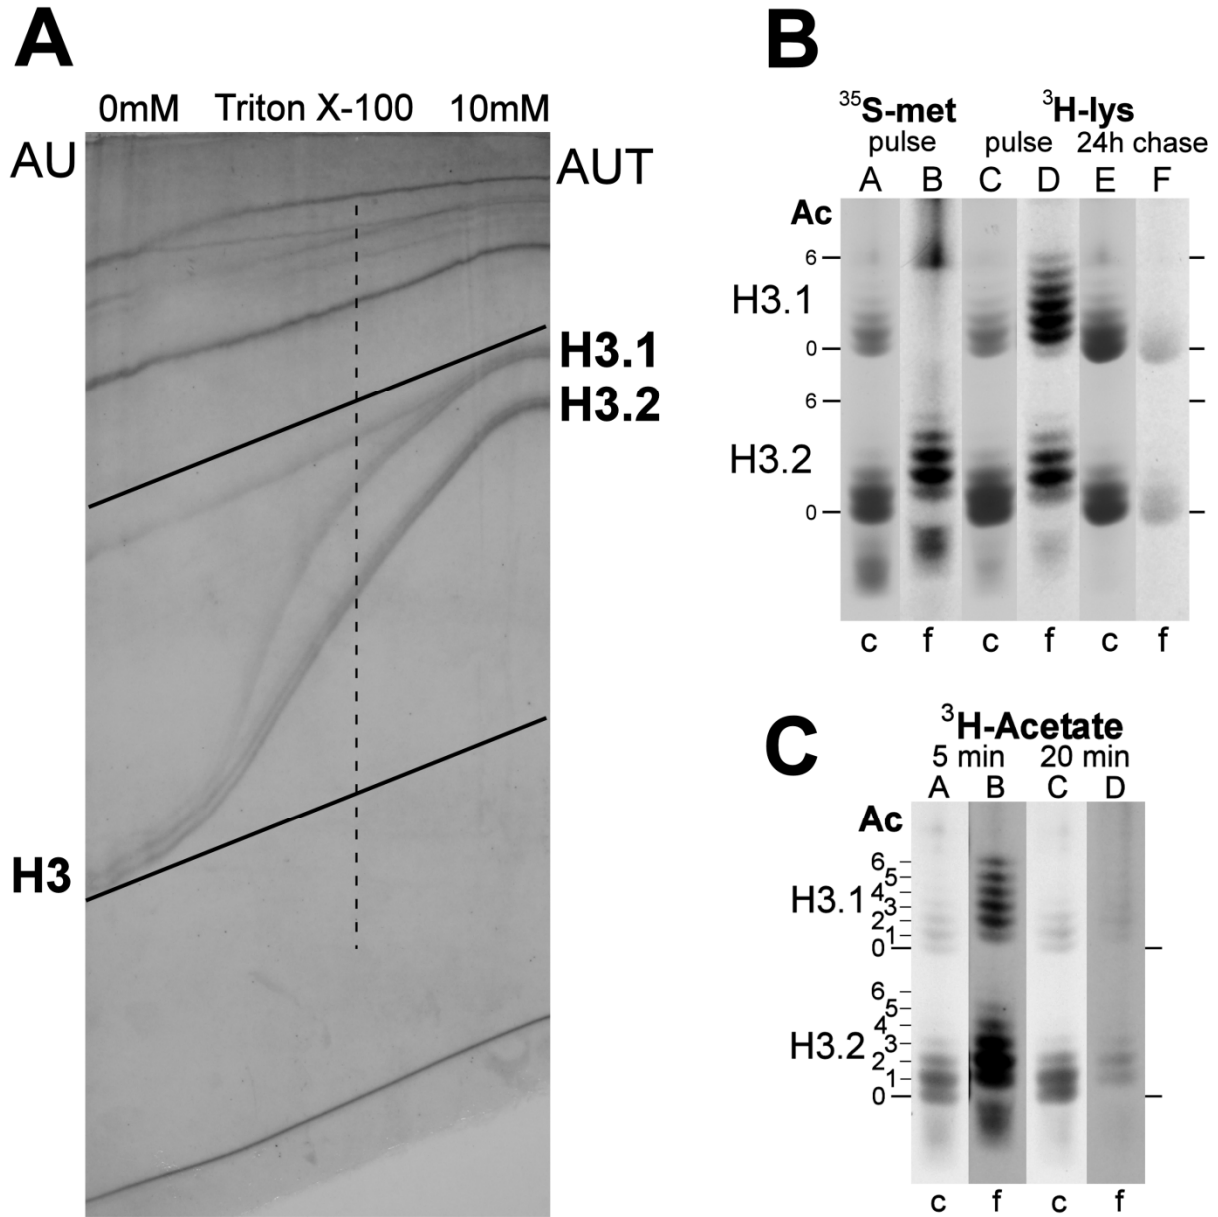 A
0mM Triton X-100 10mM
AU
AUT
H3.1
H3.2
H3
B
35S-met 3H-lys
pulse pulse 24h chase
A B C D E F
Ac
6
H3.1
0
6
H3.2
0
c f c f c f
C
3H-Acetate
5 min 20 min
A B C D
Ac
6
5
4
H3.1
3
2
1
0
6
5
4
H3.2
3
2
1
0
c f c f